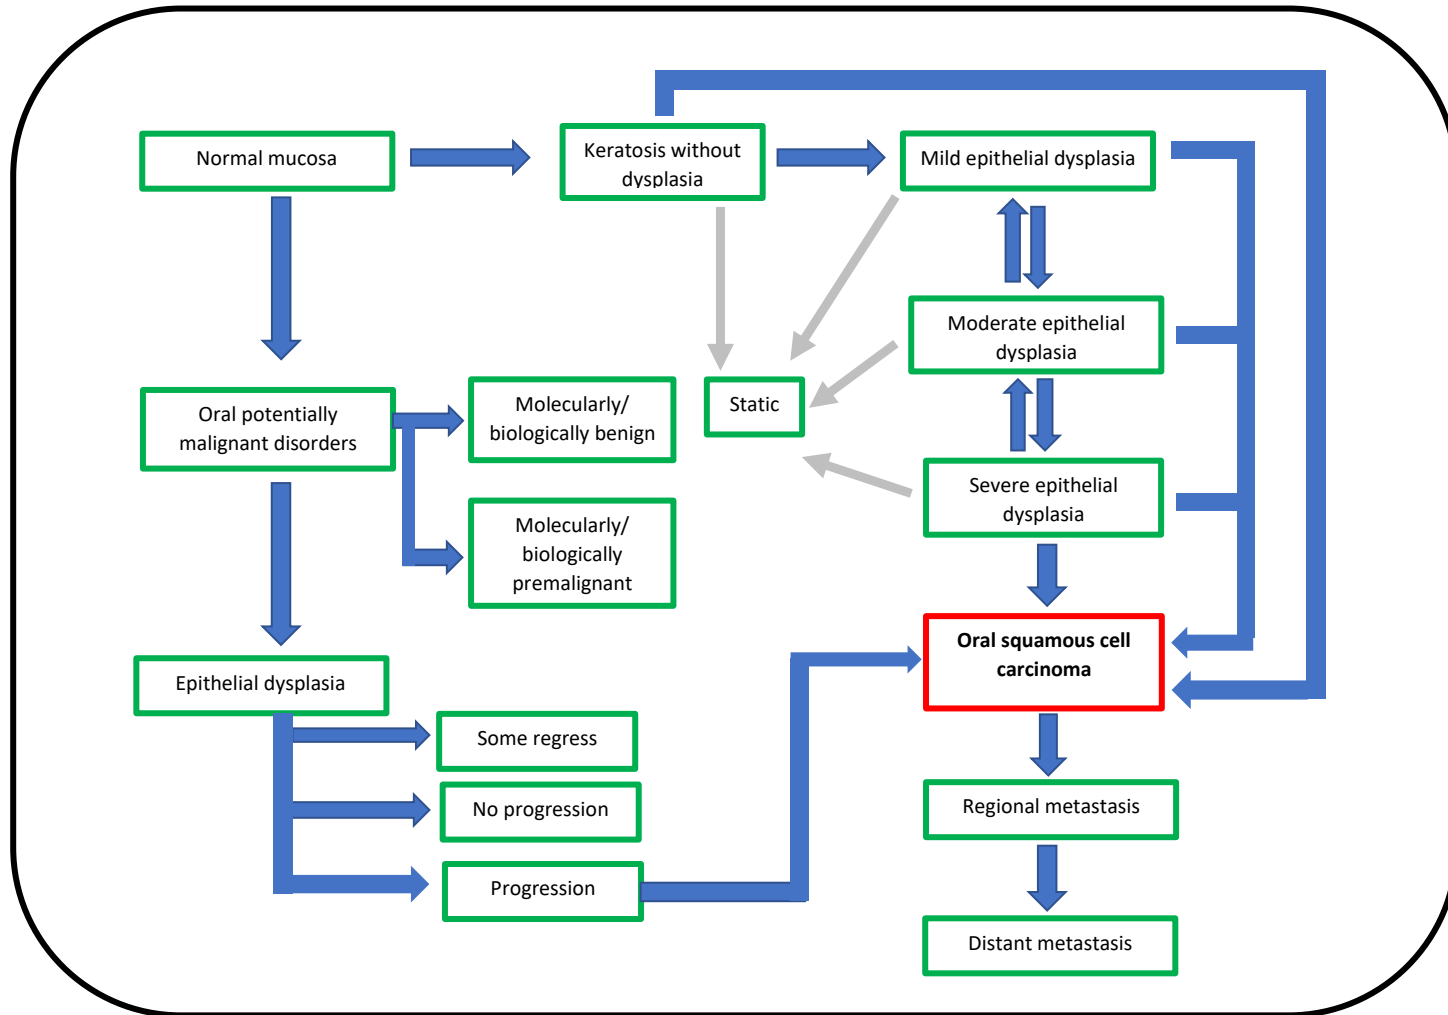 Normal mucosa
Keratosis without
dysplasia
Mild epithelial dysplasia
Moderate epithelial
dysplasia
Oral potentially
malignant disorders
Molecularly/
biologically benign
Static
Severe epithelial
dysplasia
Molecularly/
biologically
premalignant
Oral squamous cell
carcinoma
Epithelial dysplasia
Some regress
No progression
Regional metastasis
Progression
Distant metastasis